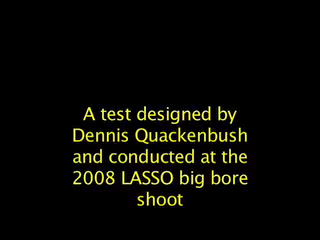 A test designed by
Dennis Quackenbush
and conducted at the
2008 LASSO big bore
shoot